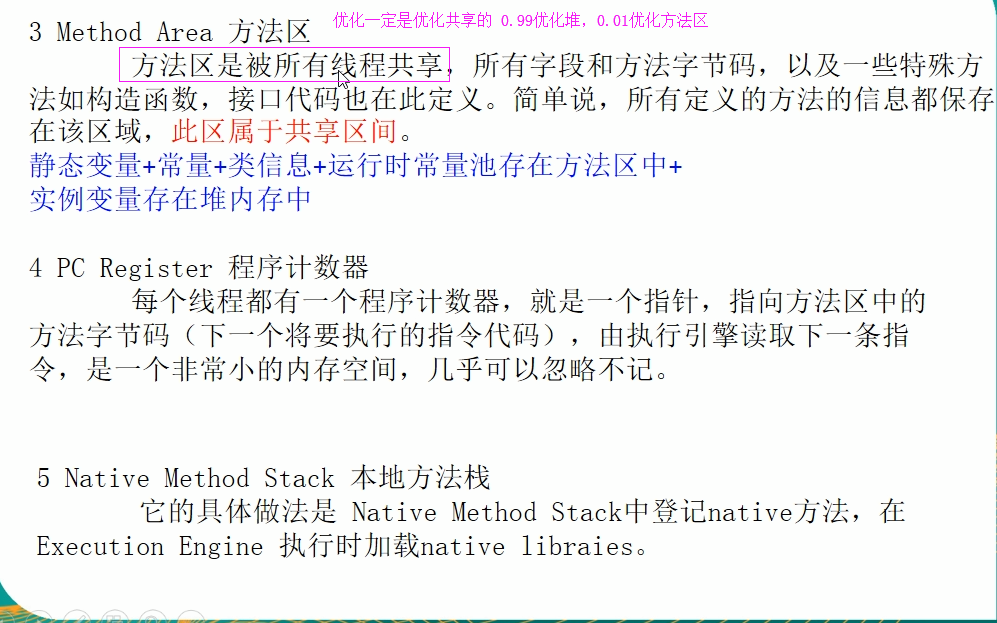 优化一定是优化共享的 0.99优化堆，0.01优化方法区
3 Method Area 方法区
方法区是被所有线程共享，所有字段和方法字节码，以及一些特殊方
法如构造函数，接口代码也在此定义。简单说，所有定义的方法的信息都保存
在该区域，此区属于共享区间。
静态变量+常量+类信息+运行时常量池存在方法区中+
实例变量存在堆内存中
4 PC Register 程序计数器
每个线程都有一个程序计数器，就是一个指针，指向方法区中的
方法字节码（下一个将要执行的指令代码），由执行引擎读取下一条指
令，是一个非常小的内存空间，几乎可以忽略不记。
5 Native Method Stack 本地方法栈
它的具体做法是 Native Method Stack中登记native方法，在
Execution Engine 执行时加载native libraies。